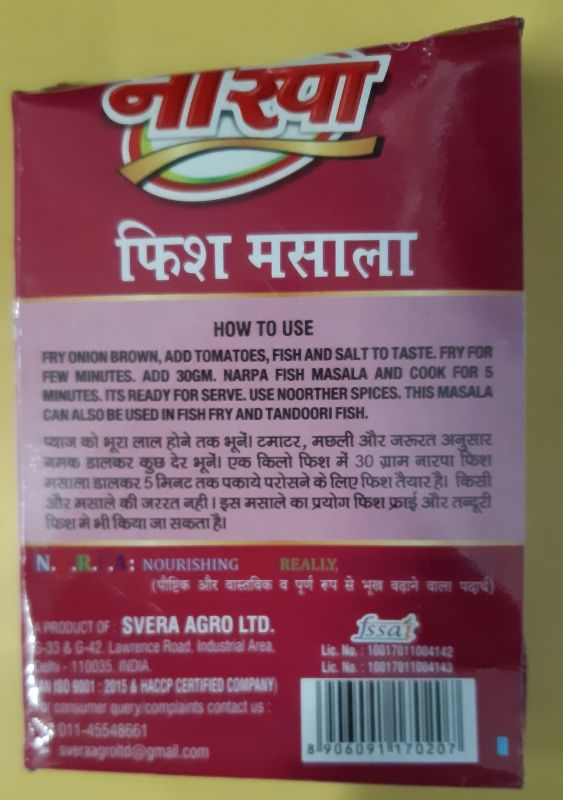 नारपा
फिश मसाला
HOW TO USE
FRY ONION BROWN, ADD TOMATOES, FISH AND SALT TO TASTE. FRY FOR
FEW MINUTES. ADD 30GM. NARPA FISH MASALA AND COOK FOR 5
MINUTES. ITS READY FOR SERVE. USE NOORTHER SPICES. THIS MASALA
CAN ALSO BE USED IN FISH FRY AND TANDOORI FISH.
प्याज को भूरा लाल होने तक भूनें। टमाटर, मछली और जरूरत अनुसार
नमक डालकर कुछ देर भूनें। एक किलो फिश में 30 ग्राम नारपा फिश
मसाला डालकर 5 मिनट तक पकाये परोसने के लिए फिश तैयार है। किसी
और मसाले की जररत नही। इस मसाले का प्रयोग फिश फ्राई और तन्दूरी
फिश मे भी किया जा सकता है।
N. .R. .A: NOURISHING REALLY,
(पौष्टिक और वास्तविक व पूर्ण रुप से भूख बढाने वाला पदार्थ)
A PRODUCT OF : SVERA AGRO LTD.
G-33 & G-42, Lawrence Road, Industrial Area,
Delhi - 110035. INDIA.
(AN ISO 9001 : 2015 & HACCP CERTIFIED COMPANY)
For consumer query/complaints contact us :
011-45548661
sveraagroltd@gmail.com
fssai
Lic. No. : 10017011004142
Lic. No. : 10017011004143
8 906091 170207